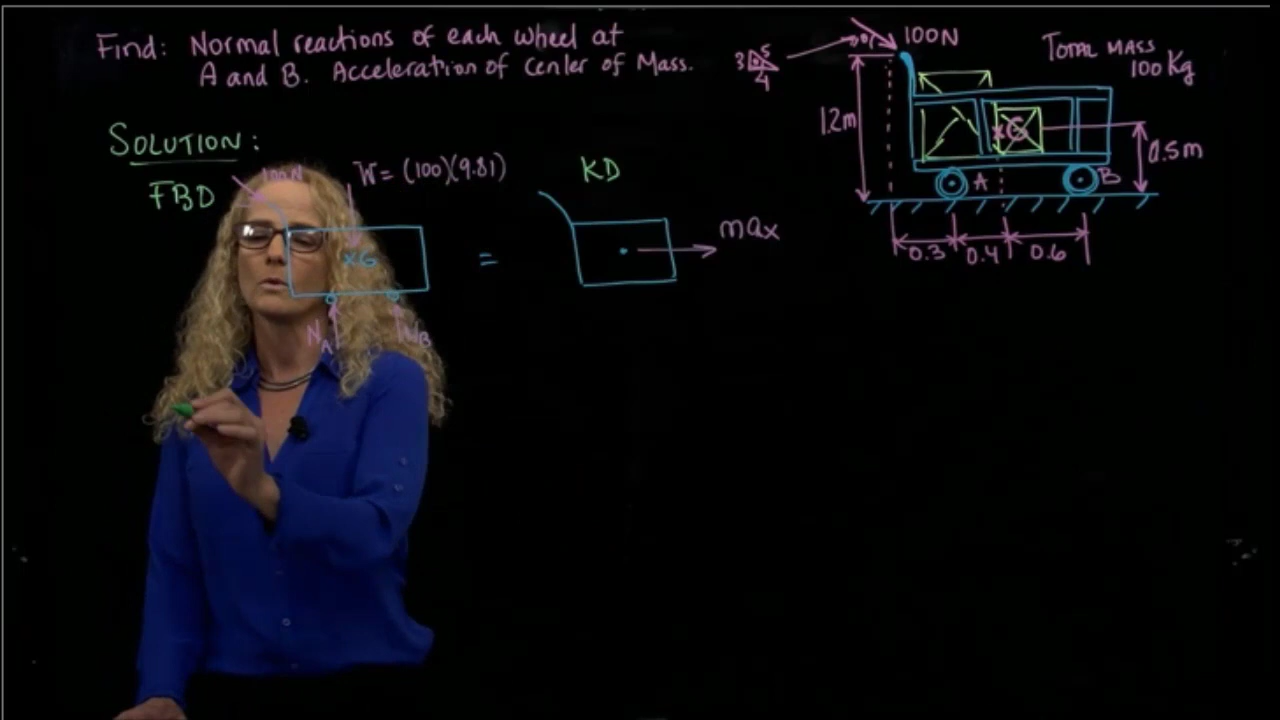 Find: Normal reactions of each wheel at
A and B. Acceleration of Center of Mass.
SOLUTION:
FBD
100N
W = (100)(9.81)
G
NA
NB
=
KD
max
3 5
4
100N
TOTAL MASS
100 Kg
1.2m
G
0.5m
A
B
0.3 0.4 0.6